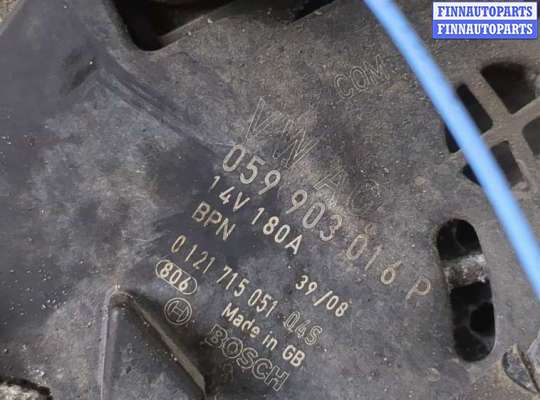 FINNAUTOPARTS
FINNAUTOPARTS
COM
VW AG
059 903 016 P
14V 180A
BPN 39/08
0 121 715 051 Q4S
806 Made in GB
BOSCH